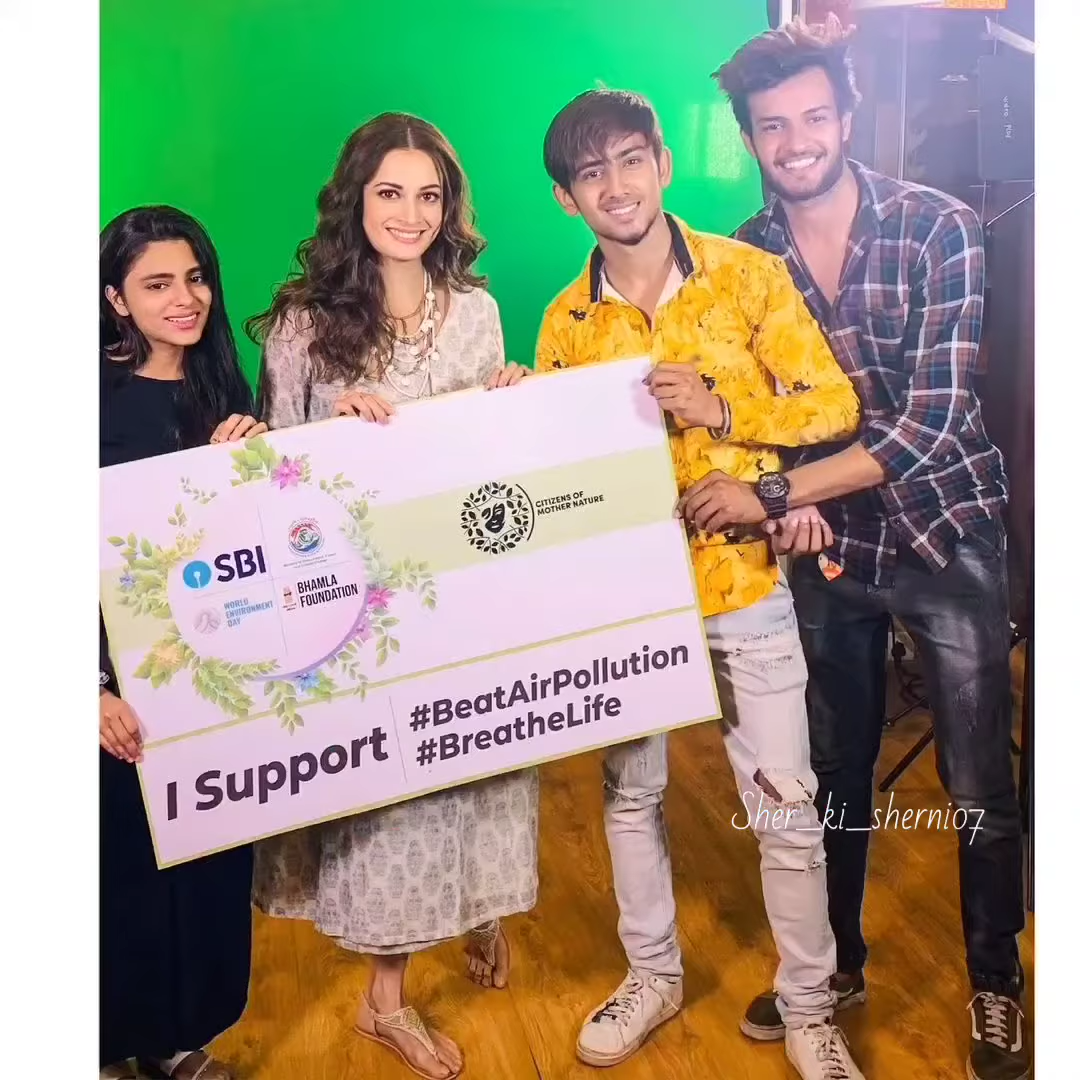 SBI
WORLD
ENVIRONMENT
DAY
BHAMLA
FOUNDATION
CITIZENS OF
MOTHER NATURE
I Support
#BeatAirPollution
#BreatheLife
Sher_ki_sherni07